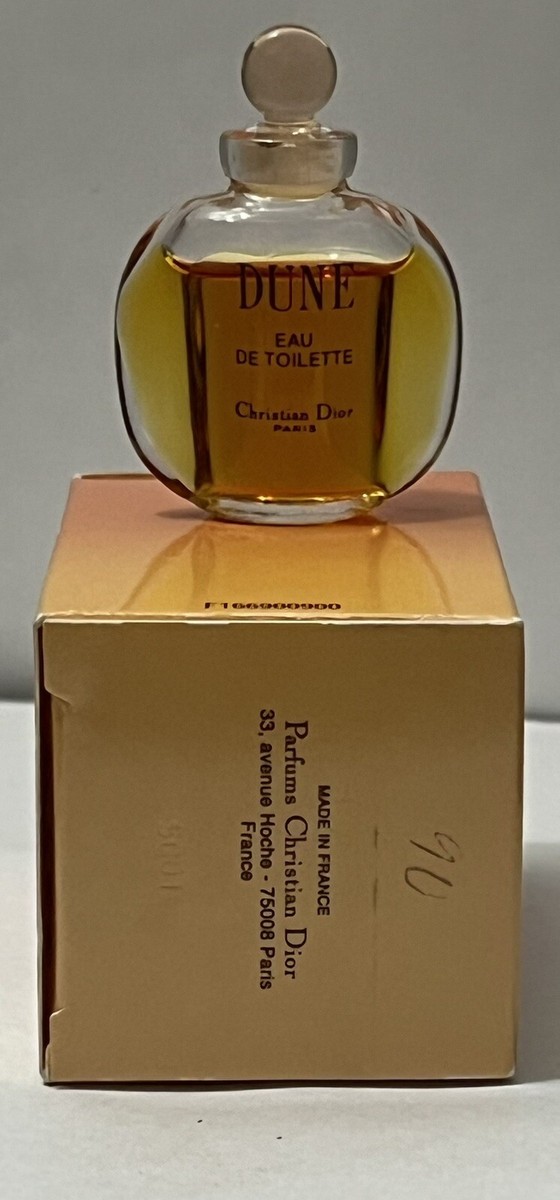 DUNE
EAU
DE TOILETTE
Christian Dior
PARIS
F166900900
MADE IN FRANCE
Parfums Christian Dior
33, avenue Hoche - 75008 Paris
France